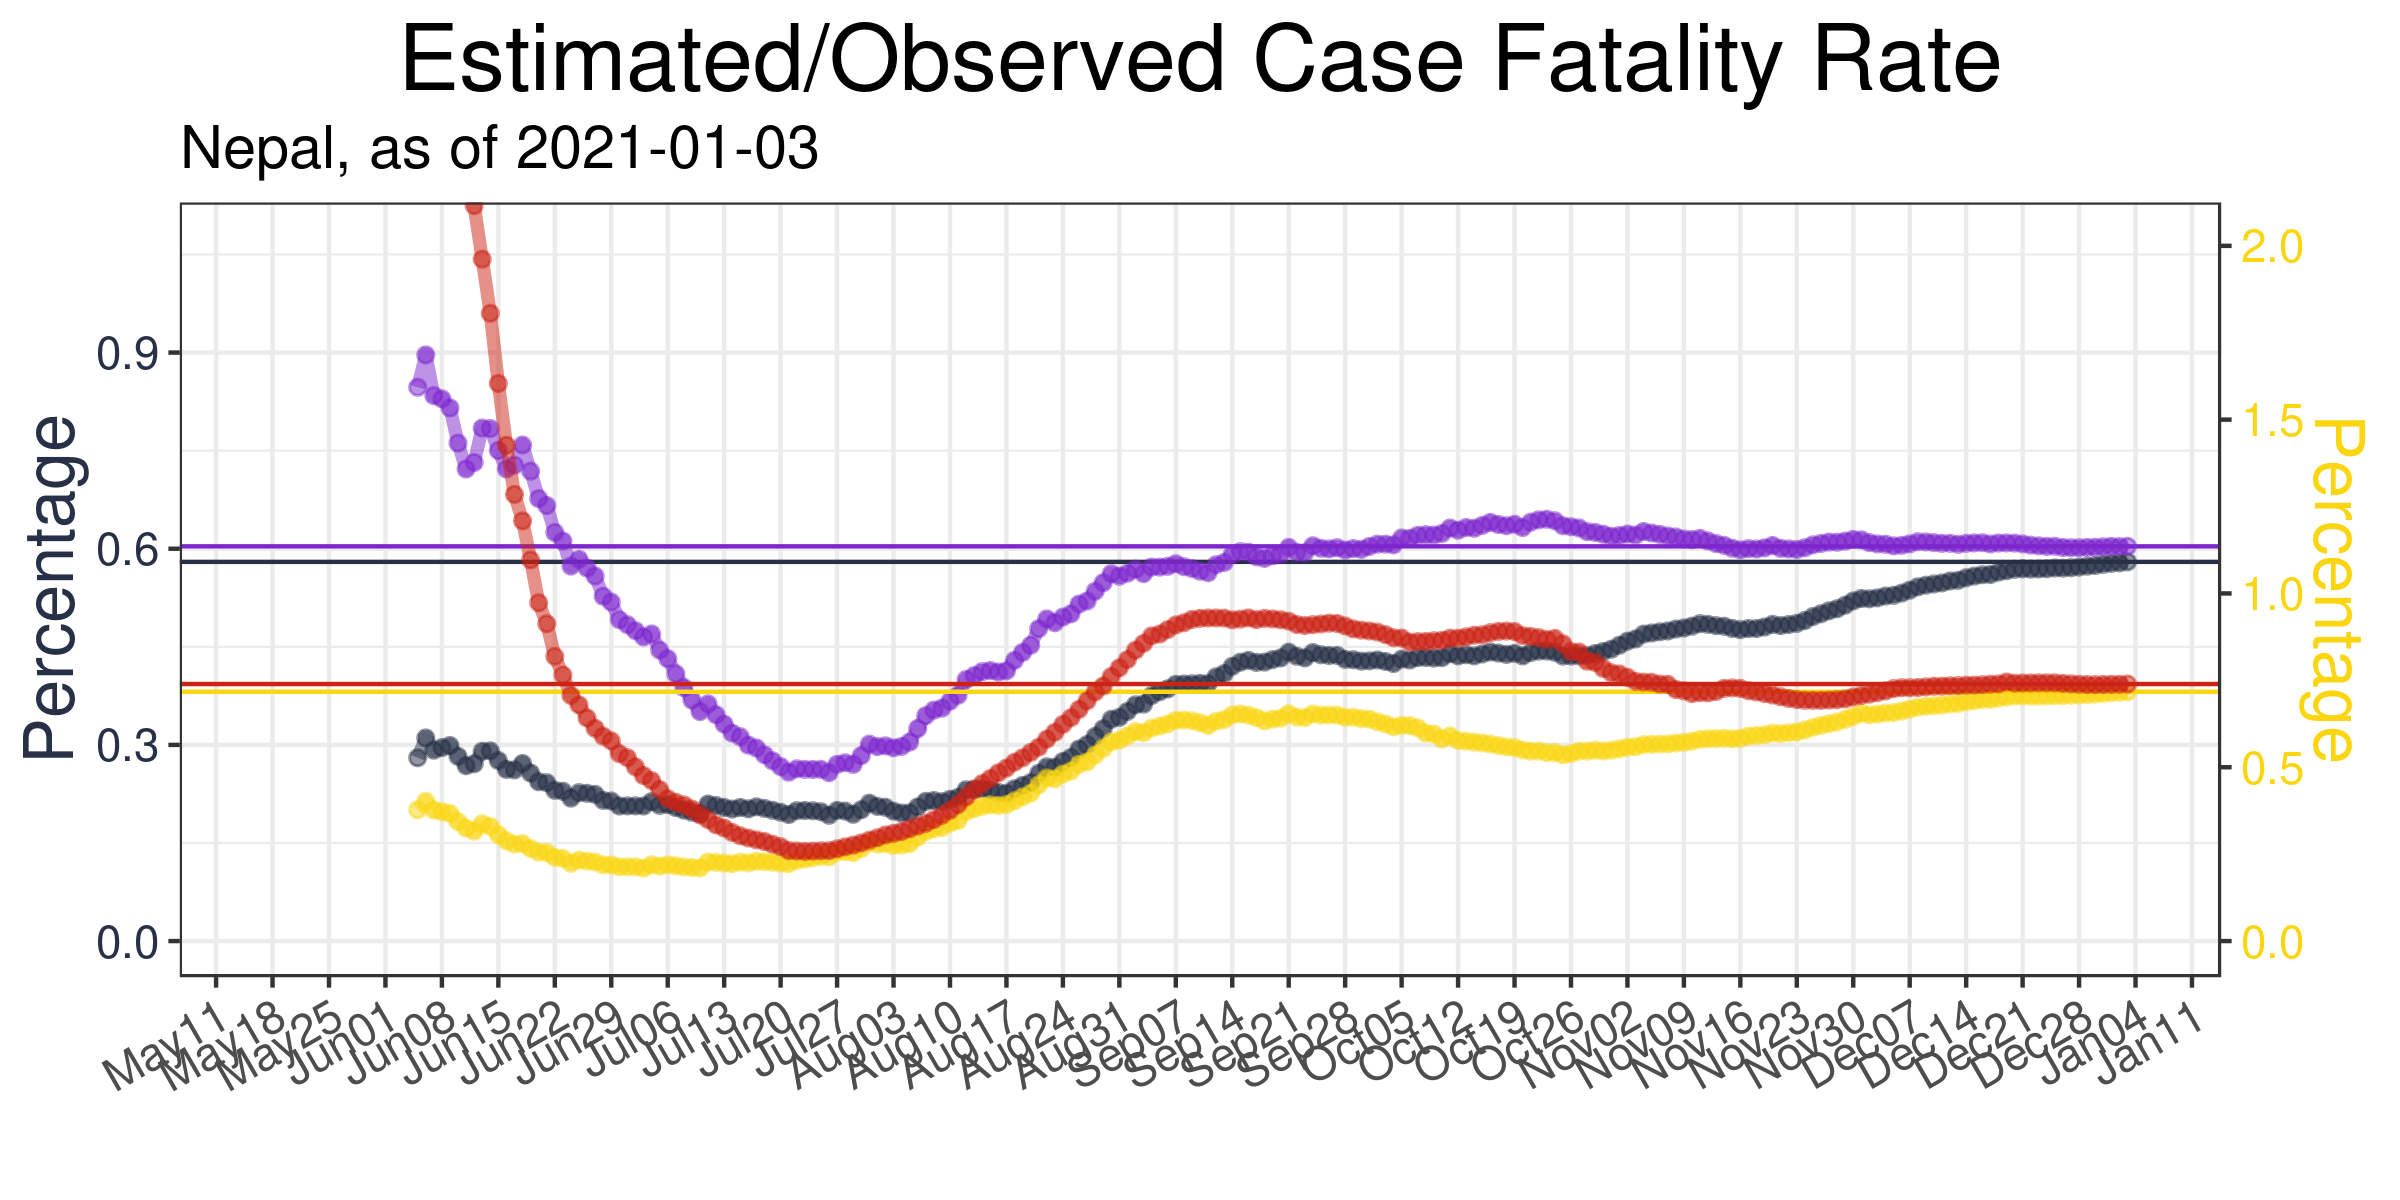 Estimated/Observed Case Fatality Rate
Nepal, as of 2021-01-03
Percentage
0.9
0.6
0.3
0.0
2.0
1.5
1.0
0.5
0.0
Percentage
May11
May18
May25
Jun01
Jun08
Jun15
Jun22
Jun29
Jul06
Jul13
Jul20
Jul27
Aug03
Aug10
Aug17
Aug24
Aug31
Sep07
Sep14
Sep21
Sep28
Oct05
Oct12
Oct19
Oct26
Nov02
Nov09
Nov16
Nov23
Nov30
Dec07
Dec14
Dec21
Dec28
Jan04
Jan11